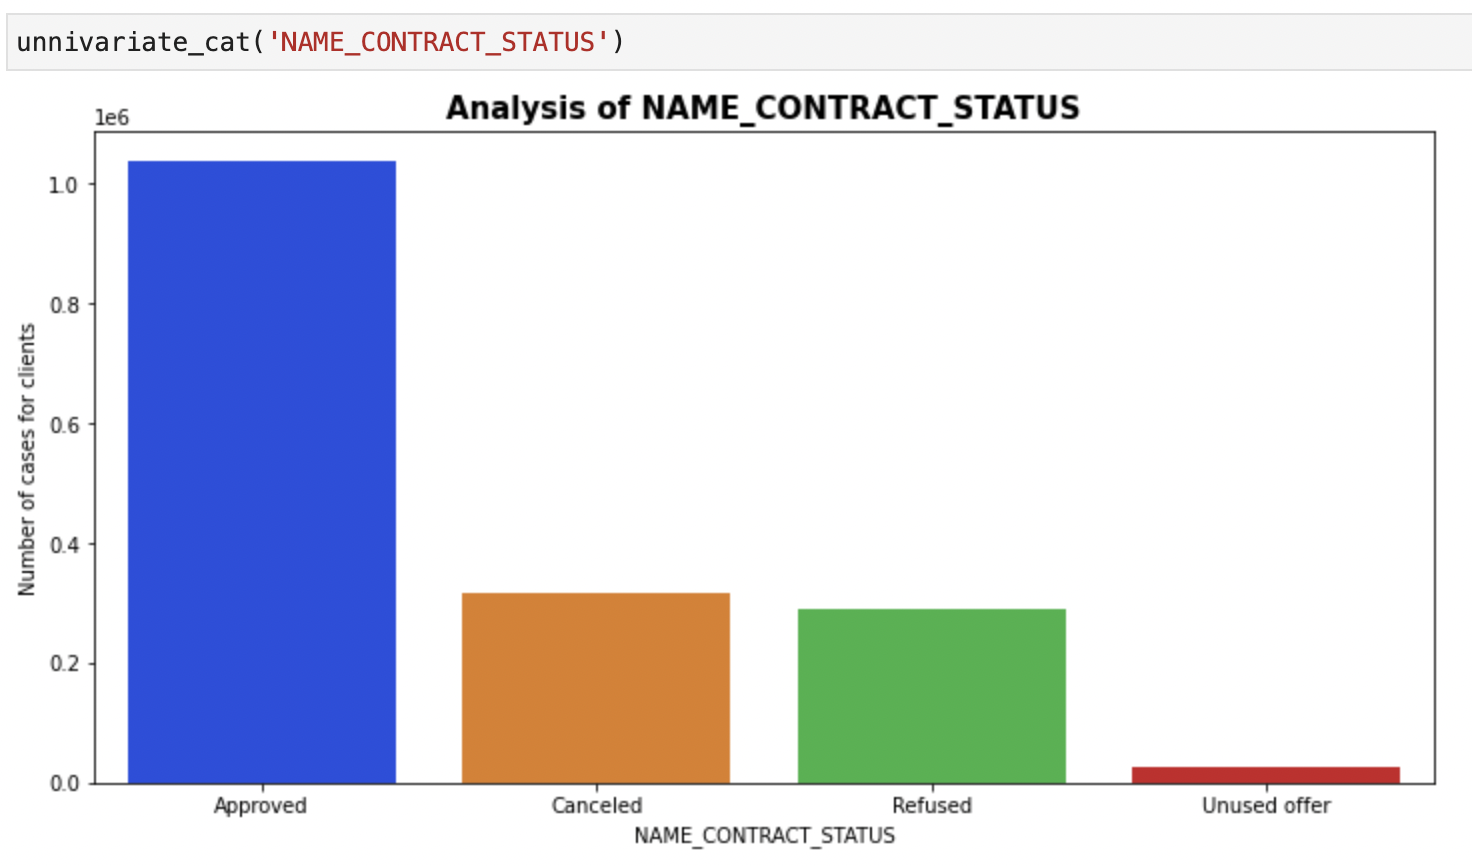 unnivariate_cat('NAME_CONTRACT_STATUS')
Analysis of NAME_CONTRACT_STATUS
1e6
1.0
0.8
0.6
0.4
0.2
0.0
Number of cases for clients
Approved
Canceled
Refused
Unused offer
NAME_CONTRACT_STATUS